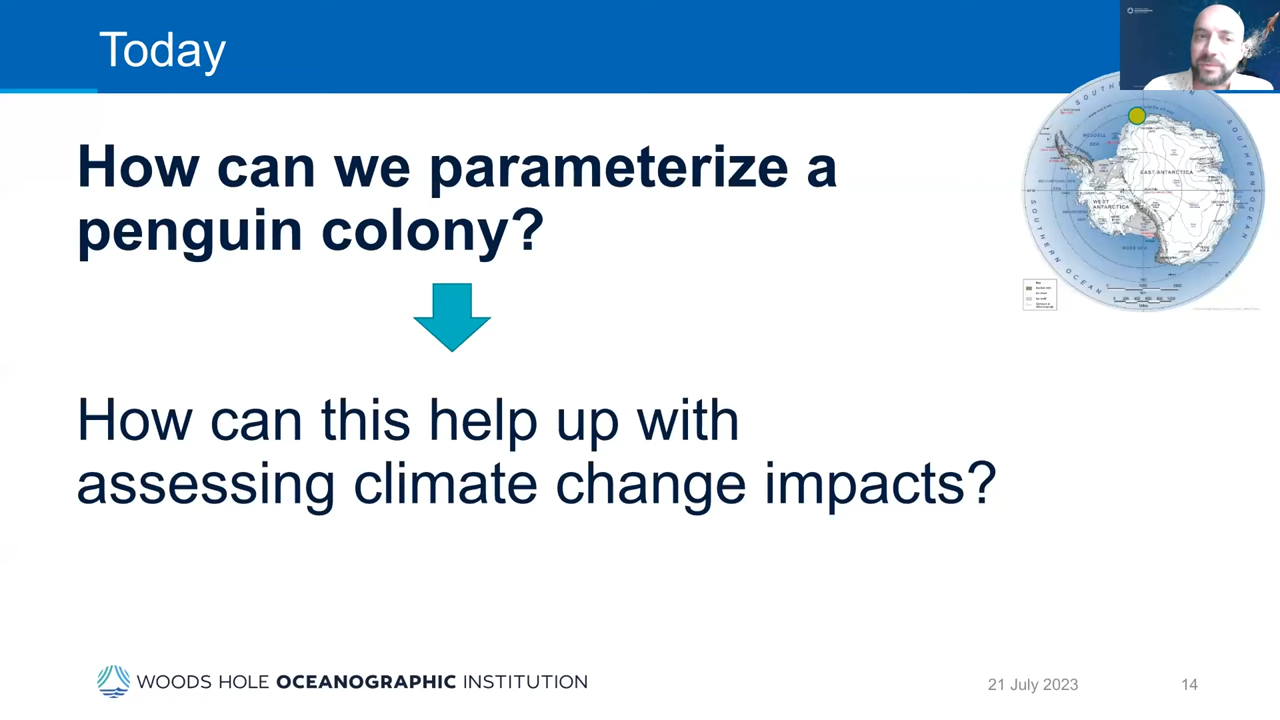 Today
How can we parameterize a
penguin colony?
How can this help up with
assessing climate change impacts?
SOUTHERN OCEAN
EAST ANTARCTICA
WEST
ANTARCTICA
SOUTHERN OCEAN
WOODS HOLE OCEANOGRAPHIC INSTITUTION
21 July 2023
14